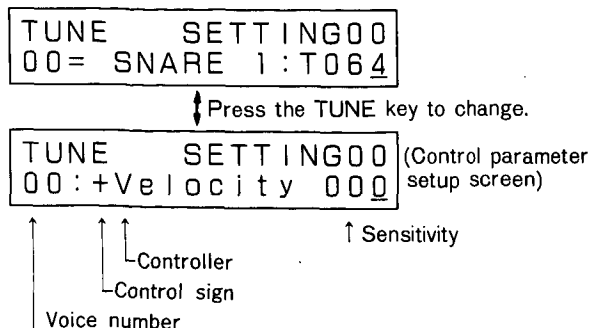 TUNE SETTING00
00= SNARE 1:T064
Press the TUNE key to change.
TUNE SETTING00
00:+Velocity 000
(Control parameter
setup screen)
↑ Sensitivity
Controller
Control sign
Voice number